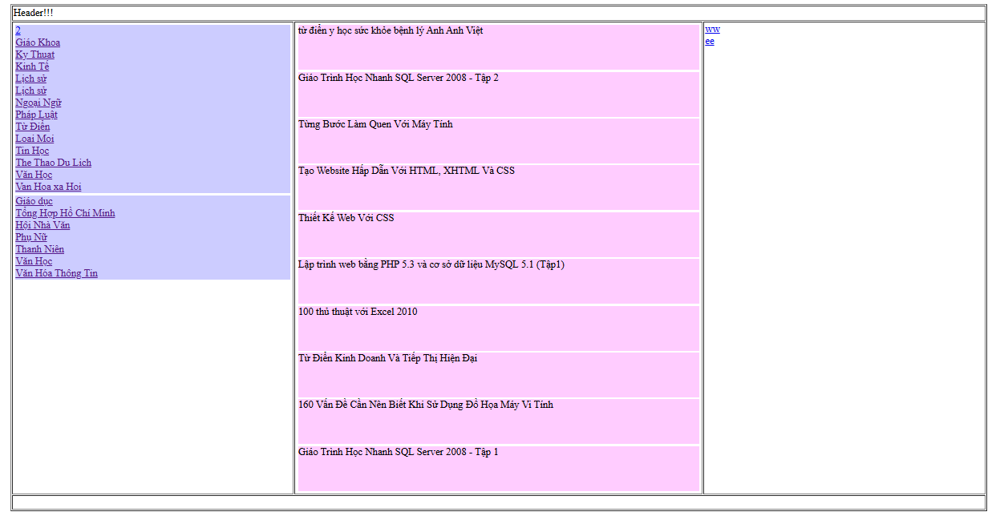 Header!!!
2
Giáo Khoa
Ky Thuat
Kinh Tế
Lịch sử
Lịch sử
Ngoại Ngữ
Pháp Luật
Từ Điển
Loai Moi
Tin Học
The Thao Du Lich
Văn Học
Van Hoa xa Hoi
Giáo dục
Tổng Hợp Hồ Chí Minh
Hội Nhà Văn
Phụ Nữ
Thanh Niên
Văn Học
Văn Hóa Thông Tin
từ điển y học sức khỏe bệnh lý Anh Anh Việt
Giáo Trình Học Nhanh SQL Server 2008 - Tập 2
Từng Bước Làm Quen Với Máy Tính
Tạo Website Hấp Dẫn Với HTML, XHTML Và CSS
Thiết Kế Web Với CSS
Lập trình web bằng PHP 5.3 và cơ sở dữ liệu MySQL 5.1 (Tập1)
100 thủ thuật với Excel 2010
Từ Điển Kinh Doanh Và Tiếp Thị Hiện Đại
160 Vấn Đề Cần Nên Biết Khi Sử Dụng Đồ Họa Máy Vi Tính
Giáo Trình Học Nhanh SQL Server 2008 - Tập 1
ww
ee